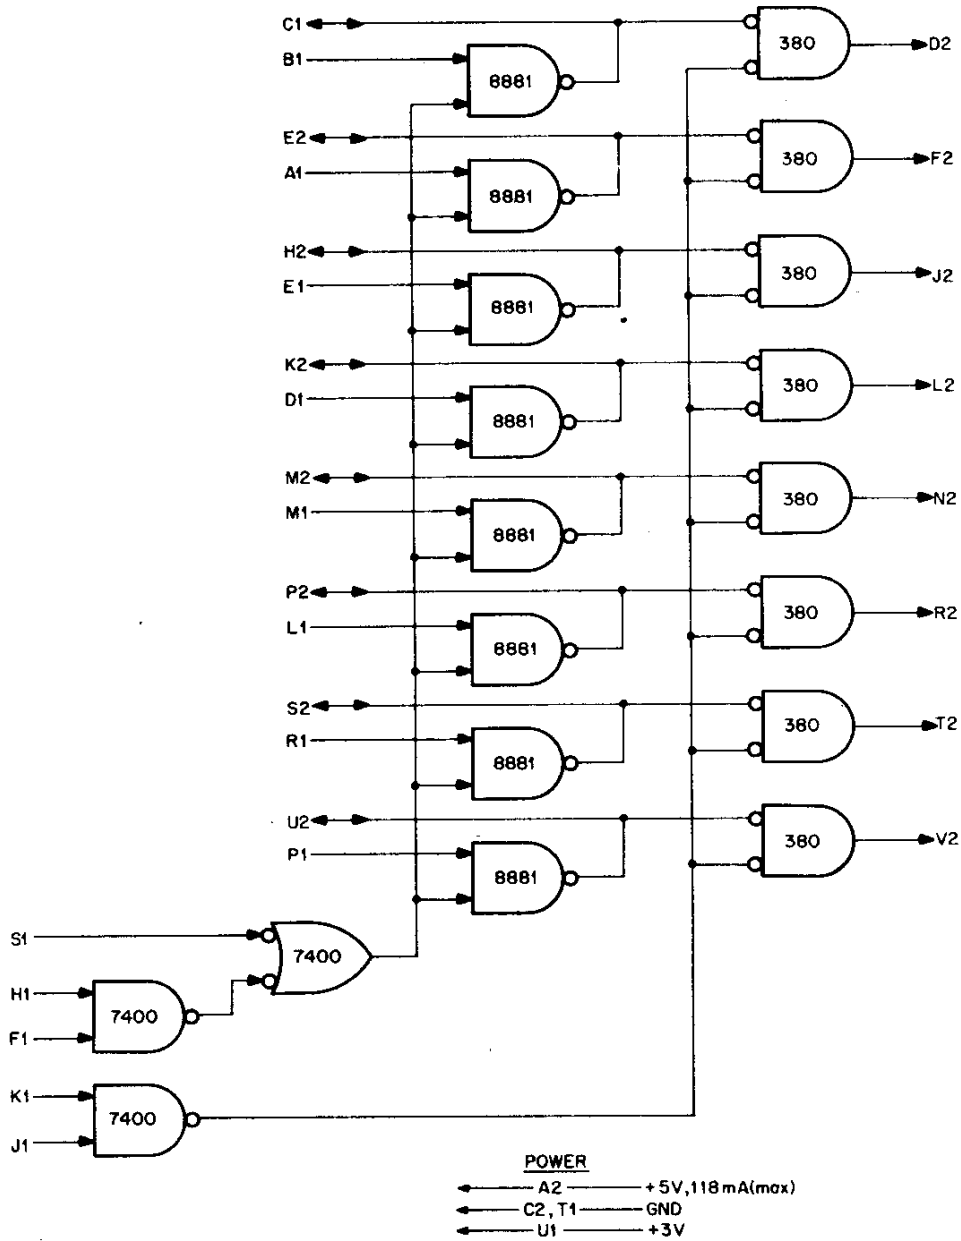 C1
380
D2
B1
8881
E2
380
F2
A1
8881
H2
380
J2
E1
8881
K2
380
L2
D1
8881
M2
380
N2
M1
8881
P2
380
R2
L1
8881
S2
380
T2
R1
8881
U2
380
V2
P1
8881
S1
7400
H1
7400
F1
K1
7400
J1
POWER
A2 +5V,118mA(max)
C2, T1 GND
U1 +3V